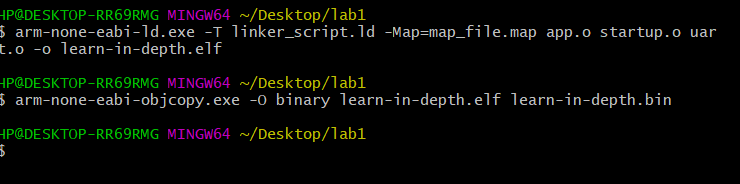 HP@DESKTOP-RR69RMG MINGW64 ~/Desktop/lab1
$ arm-none-eabi-ld.exe -T linker_script.ld -Map=map_file.map app.o startup.o uar
t.o -o learn-in-depth.elf
HP@DESKTOP-RR69RMG MINGW64 ~/Desktop/lab1
$ arm-none-eabi-objcopy.exe -O binary learn-in-depth.elf learn-in-depth.bin
HP@DESKTOP-RR69RMG MINGW64 ~/Desktop/lab1
$